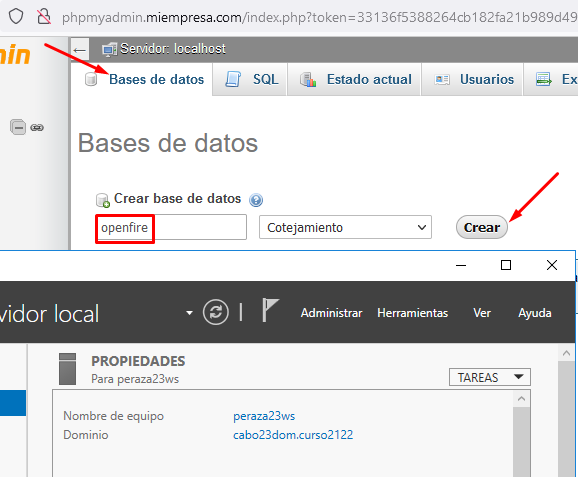 phpmyadmin.miempresa.com/index.php?token=33136f5388264cb182fa21b989d49
Servidor: localhost
Bases de datos SQL Estado actual Usuarios Ex
Bases de datos
Crear base de datos
openfire Cotejamiento Crear
vidor local Administrar Herramientas Ver Ayuda
PROPIEDADES
Para peraza23ws
TAREAS
Nombre de equipo peraza23ws
Dominio cabo23dom.curso2122